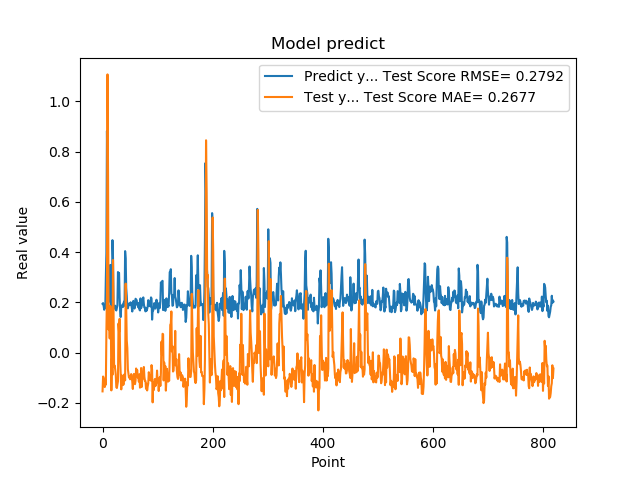 Model predict
Predict y... Test Score RMSE= 0.2792
Test y... Test Score MAE= 0.2677
Real value
1.0
0.8
0.6
0.4
0.2
0.0
−0.2
0 200 400 600 800
Point